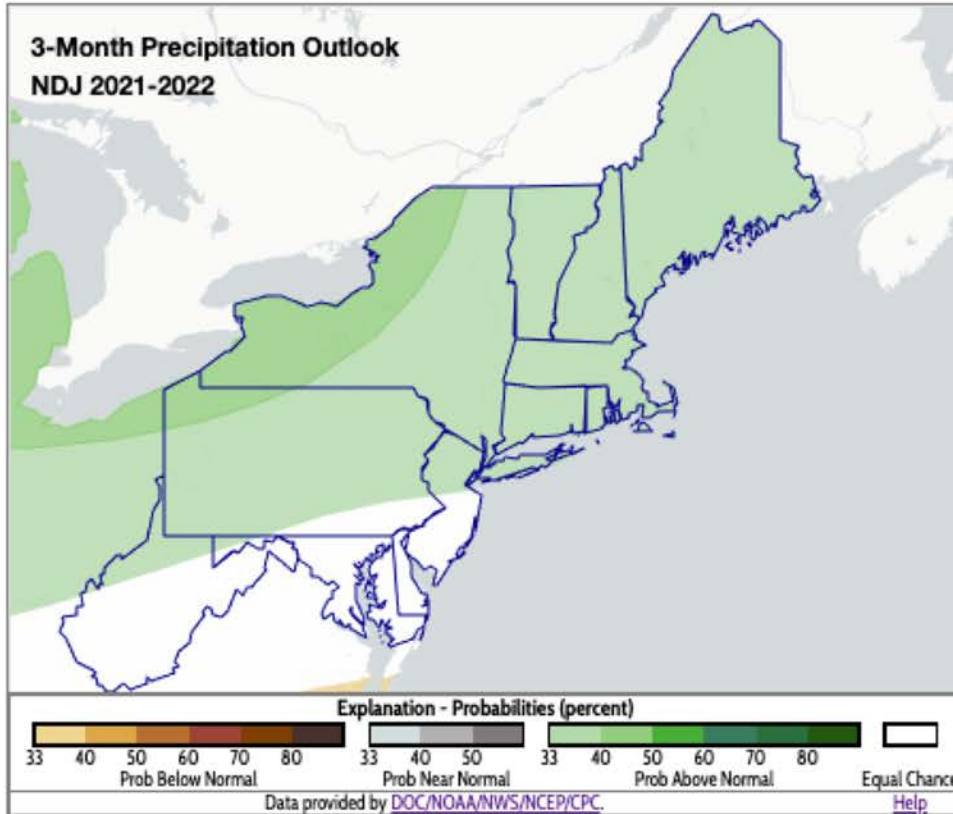 3-Month Precipitation Outlook
NDJ 2021-2022
Explanation - Probabilities (percent)
33 40 50 60 70 80 33 40 50 33 40 50 60 70 80
Prob Below Normal Prob Near Normal Prob Above Normal Equal Chance
Data provided by DOC/NOAA/NWS/NCEP/CPC. Help